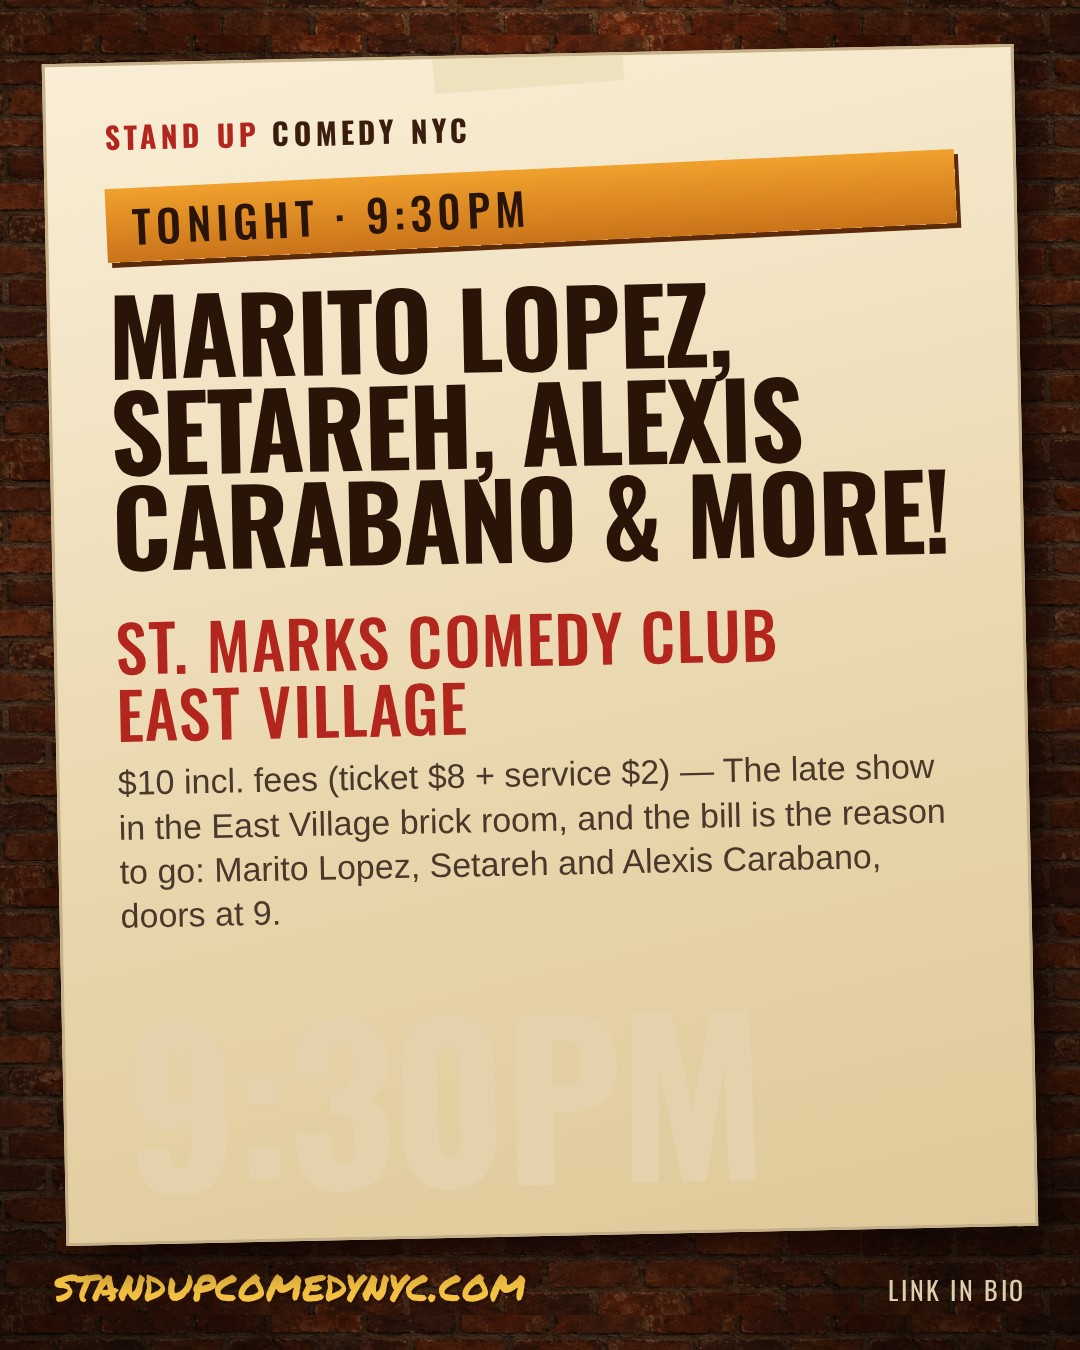 STAND UP COMEDY NYC
TONIGHT · 9:30PM
MARITO LOPEZ,
SETAREH, ALEXIS
CARABANO & MORE!
ST. MARKS COMEDY CLUB
EAST VILLAGE
$10 incl. fees (ticket $8 + service $2) — The late show
in the East Village brick room, and the bill is the reason
to go: Marito Lopez, Setareh and Alexis Carabano,
doors at 9.
9:30PM
STANDUPCOMEDYNYC.COM
LINK IN BIO